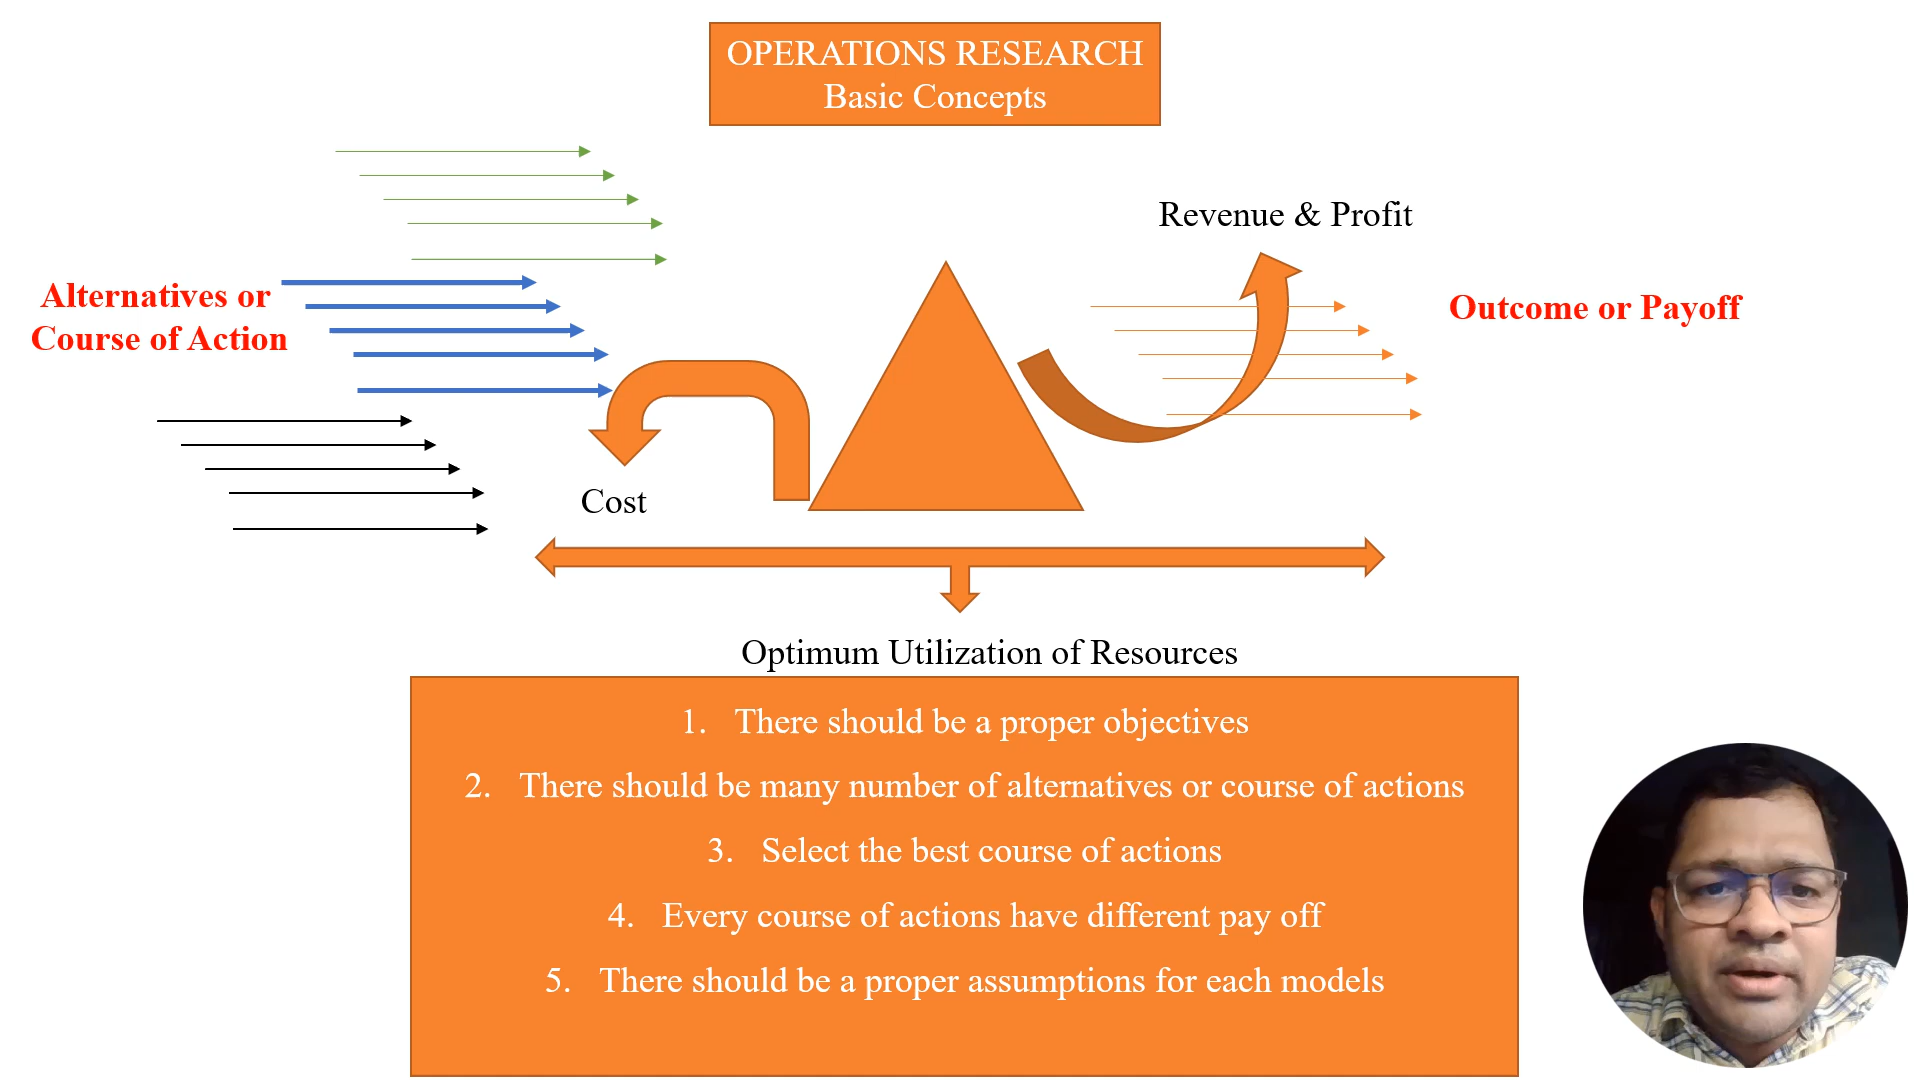 OPERATIONS RESEARCH
Basic Concepts
Revenue & Profit
Alternatives or
Course of Action
Outcome or Payoff
Cost
Optimum Utilization of Resources
1. There should be a proper objectives
2. There should be many number of alternatives or course of actions
3. Select the best course of actions
4. Every course of actions have different pay off
5. There should be a proper assumptions for each models